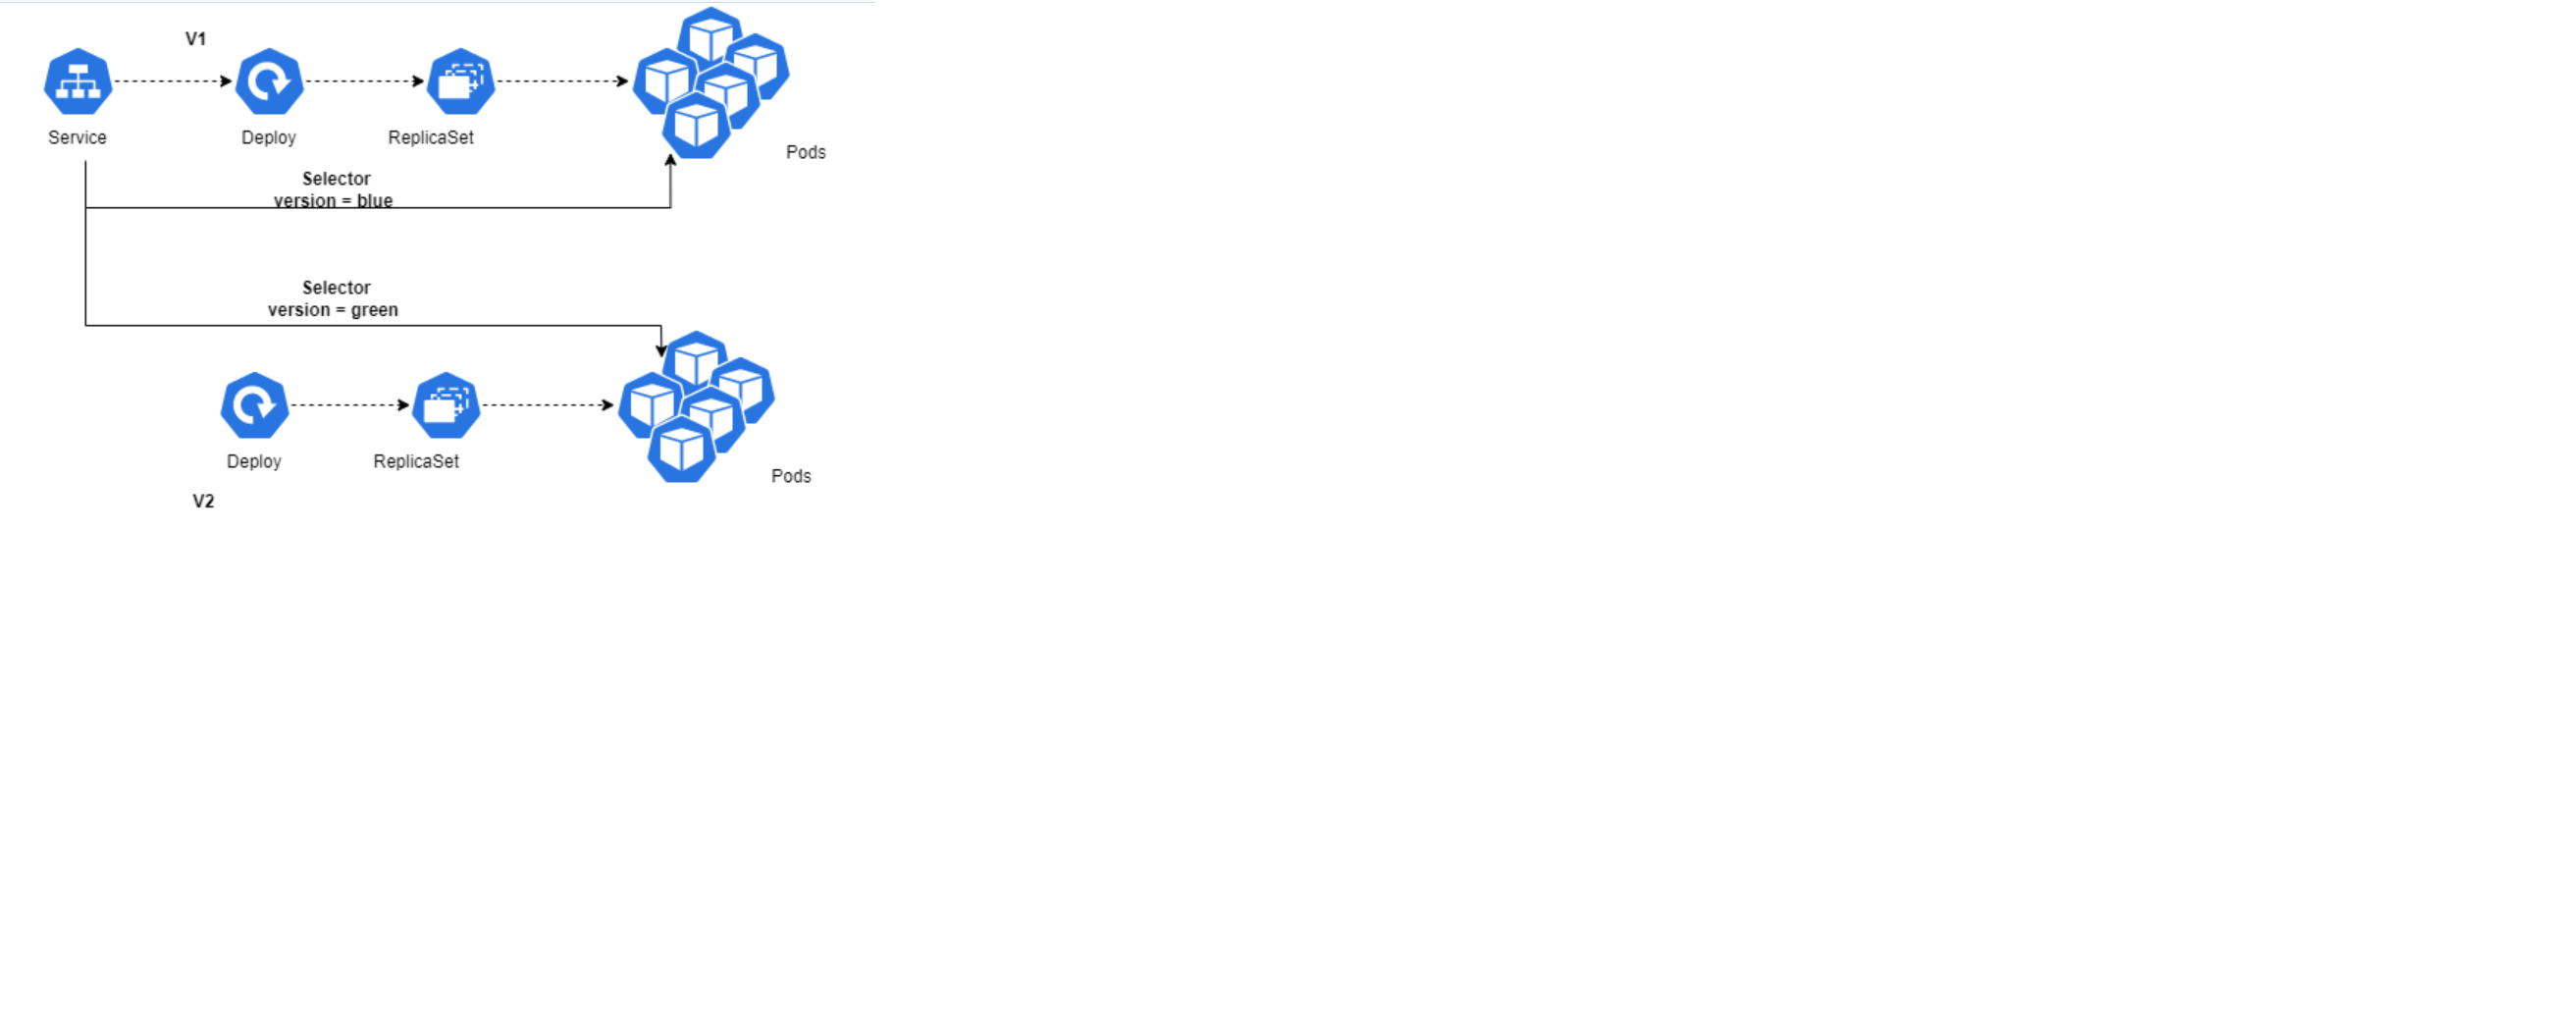 V1
Service
Deploy
ReplicaSet
Pods
Selector
version = blue
Selector
version = green
Deploy
ReplicaSet
Pods
V2